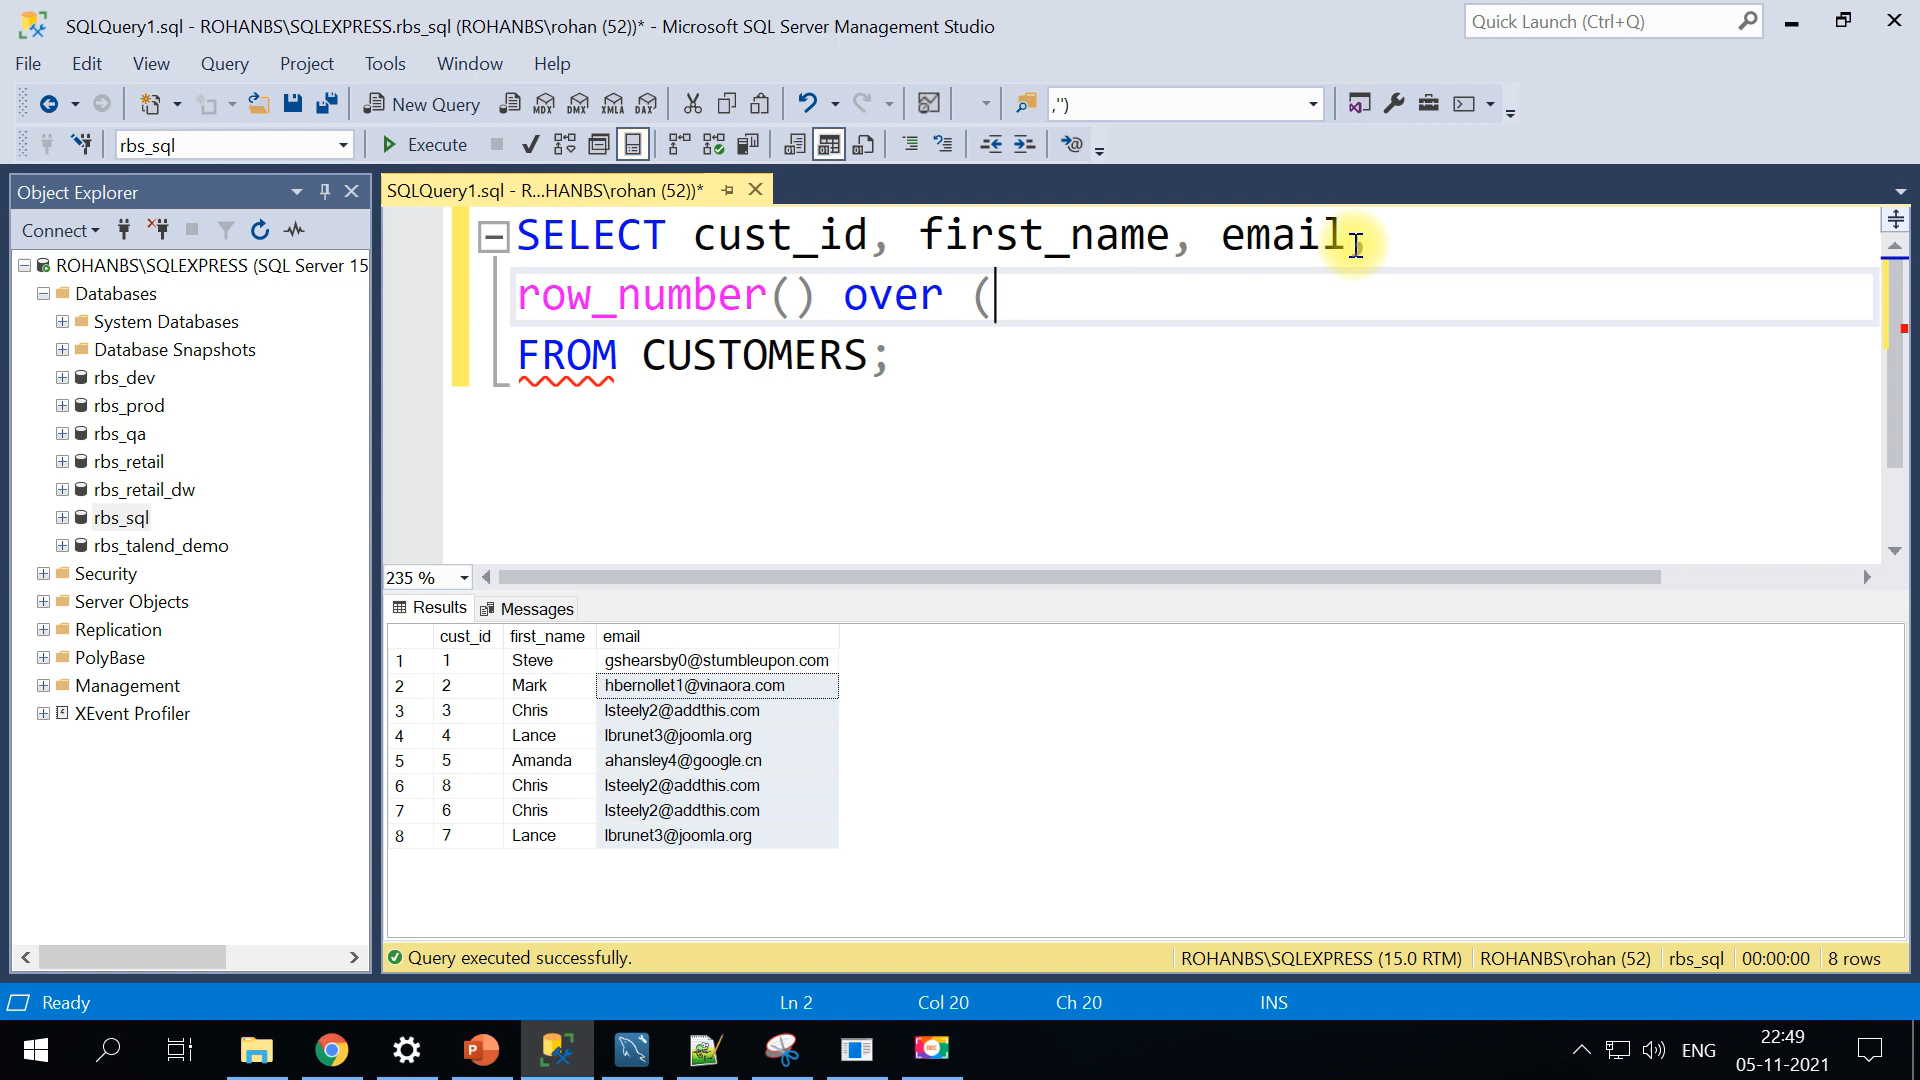 SQLQuery1.sql - ROHANBS\SQLEXPRESS.rbs_sql (ROHANBS\rohan (52))* - Microsoft SQL Server Management Studio
Quick Launch (Ctrl+Q)
File Edit View Query Project Tools Window Help
New Query MDX DMX XMLA DAX ,'')
rbs_sql Execute
Object Explorer
SQLQuery1.sql - R...HANBS\rohan (52))*
Connect
ROHANBS\SQLEXPRESS (SQL Server 15
Databases
System Databases
Database Snapshots
rbs_dev
rbs_prod
rbs_qa
rbs_retail
rbs_retail_dw
rbs_sql
rbs_talend_demo
Security
Server Objects
Replication
PolyBase
Management
XEvent Profiler
SELECT cust_id, first_name, email,
row_number() over (
FROM CUSTOMERS;
235 %
Results Messages
cust_id first_name email
1 1 Steve gshearsby0@stumbleupon.com
2 2 Mark hbernollet1@vinaora.com
3 3 Chris lsteely2@addthis.com
4 4 Lance lbrunet3@joomla.org
5 5 Amanda ahansley4@google.cn
6 8 Chris lsteely2@addthis.com
7 6 Chris lsteely2@addthis.com
8 7 Lance lbrunet3@joomla.org
Query executed successfully. ROHANBS\SQLEXPRESS (15.0 RTM) ROHANBS\rohan (52) rbs_sql 00:00:00 8 rows
Ready Ln 2 Col 20 Ch 20 INS
ENG
22:49
05-11-2021